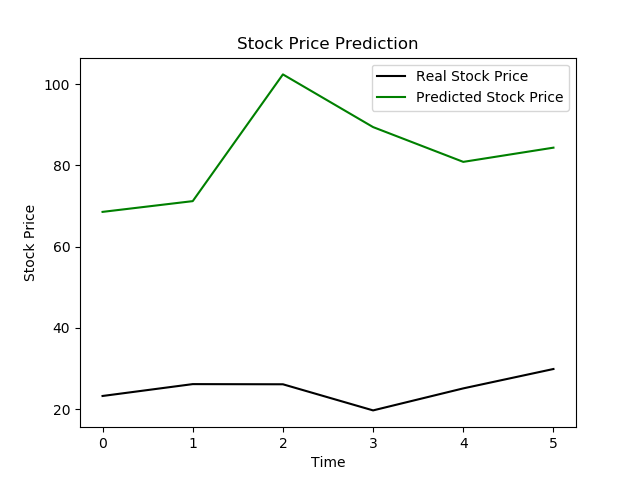 Stock Price Prediction
Real Stock Price
Predicted Stock Price
100
80
60
40
20
Stock Price
0 1 2 3 4 5
Time